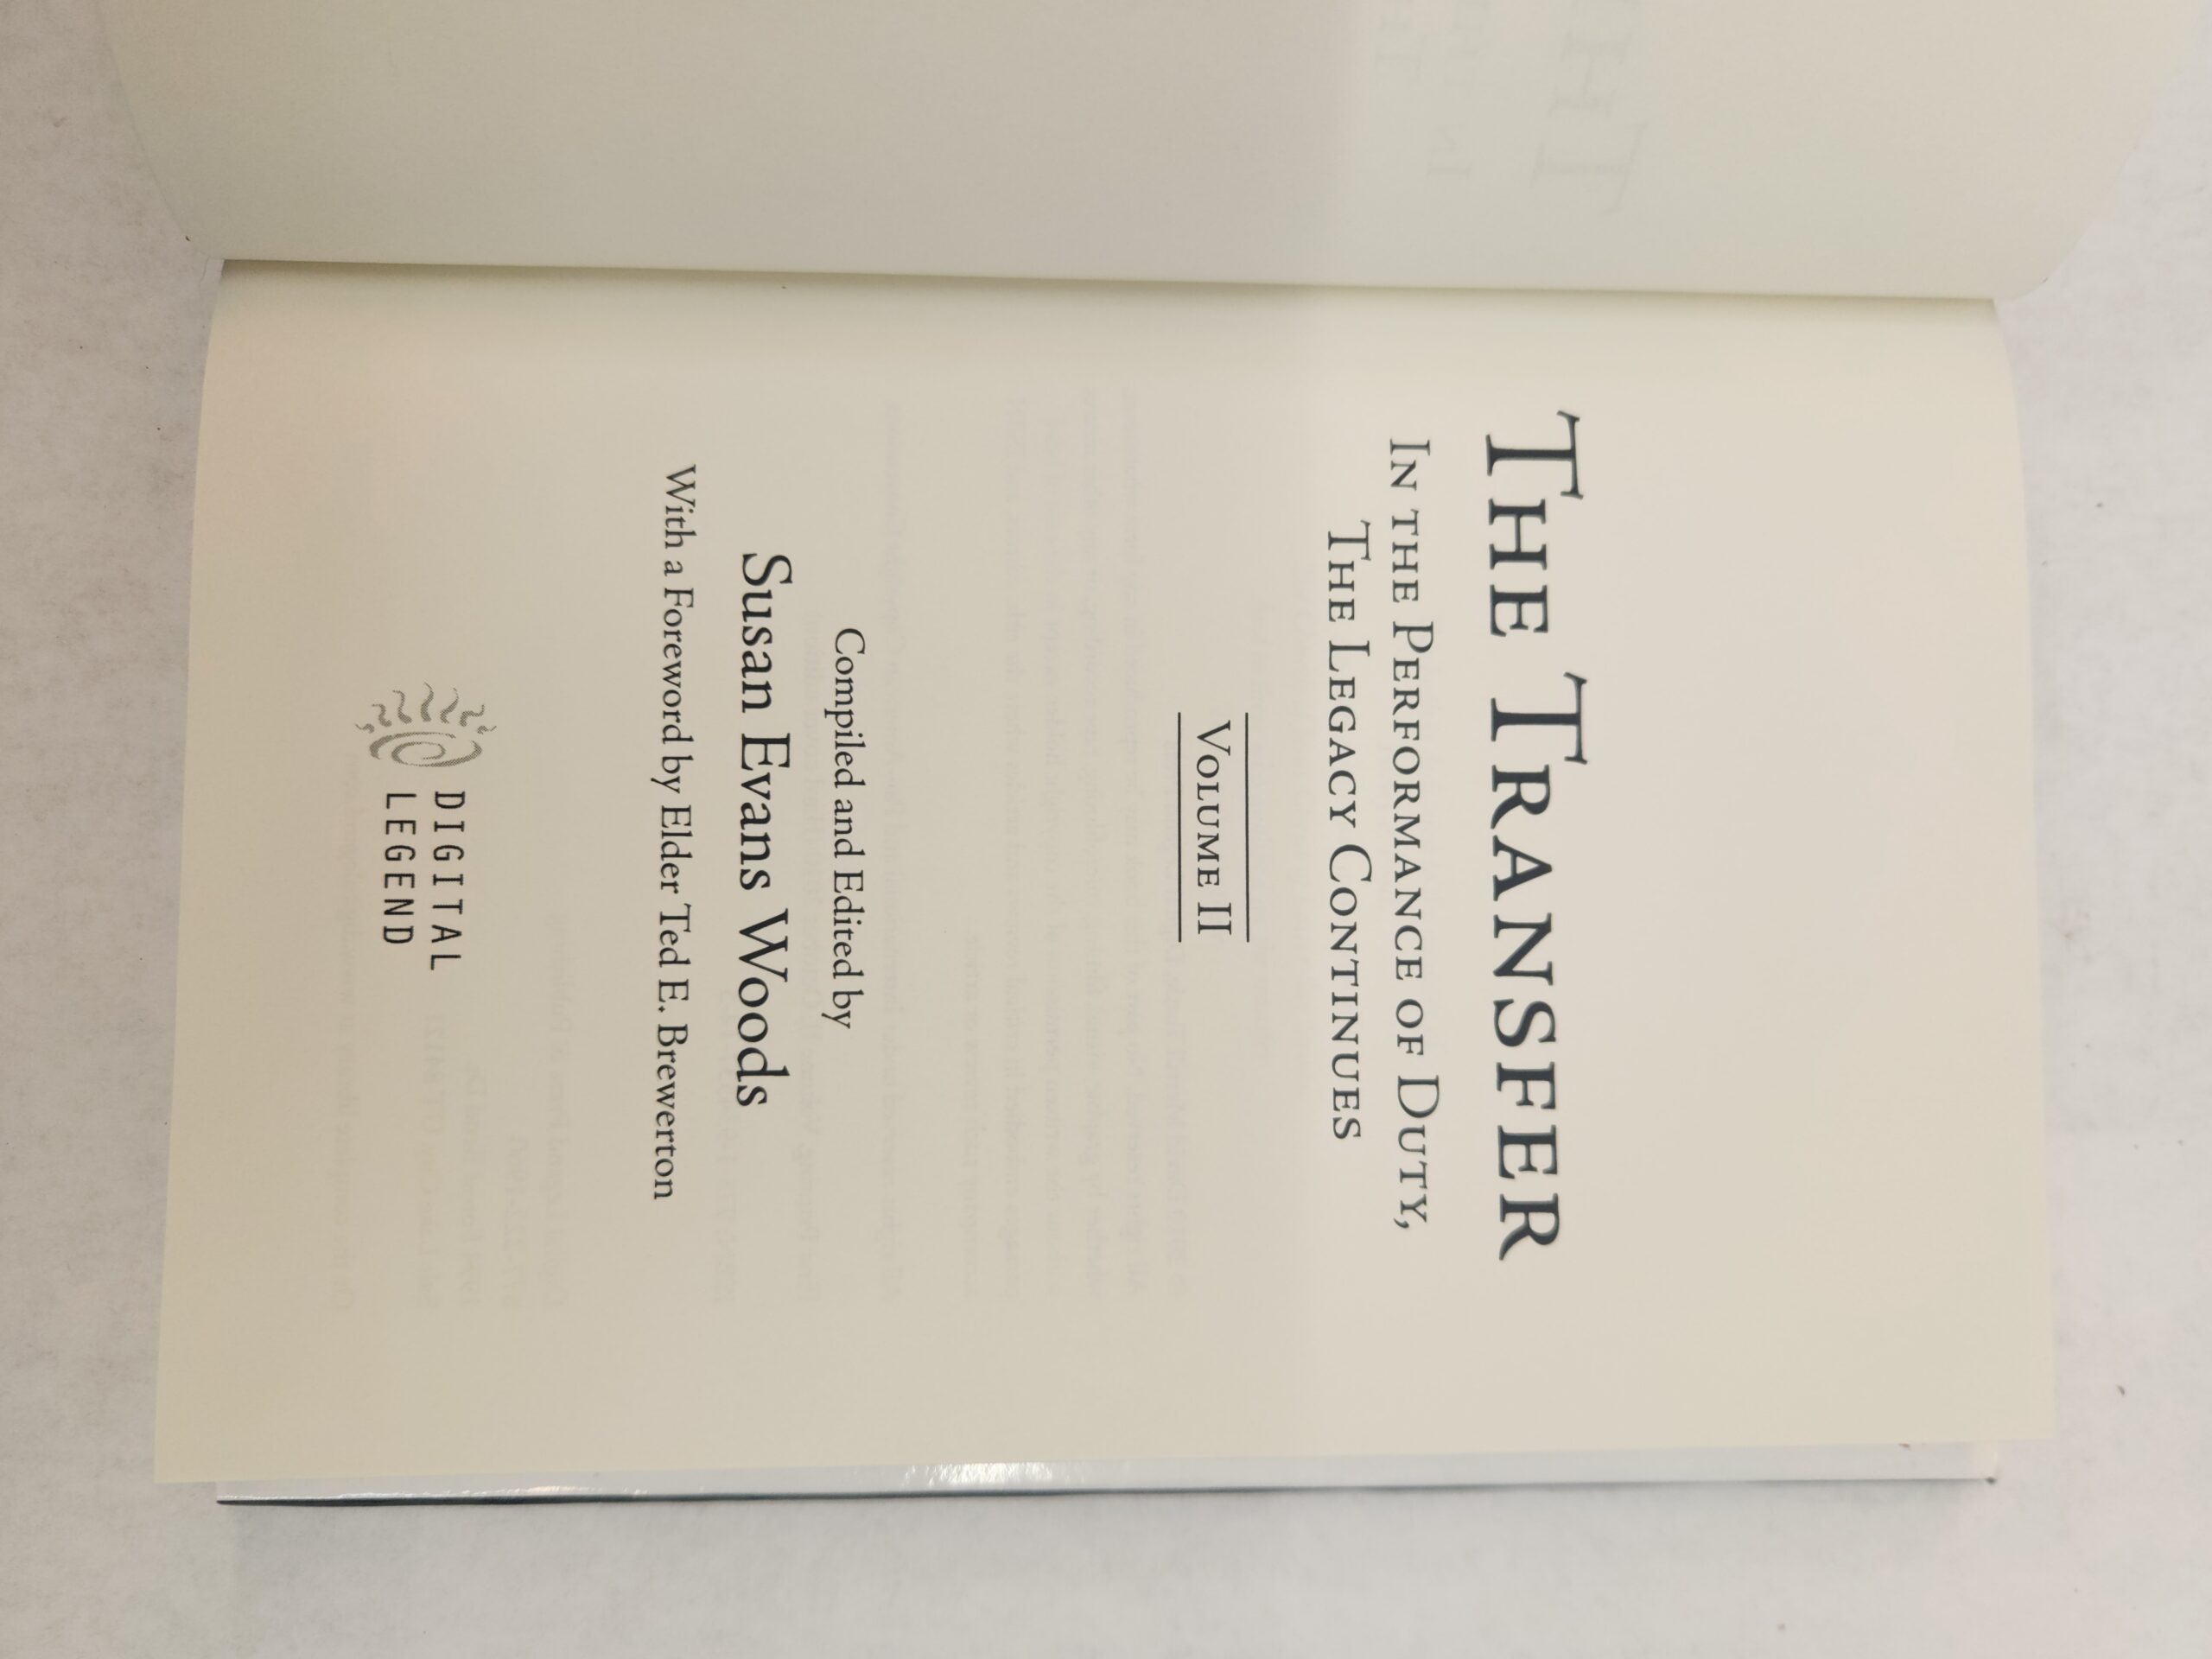 THE TRANSFER
IN THE PERFORMANCE OF DUTY,
THE LEGACY CONTINUES
VOLUME II
Compiled and Edited by
Susan Evans Woods
With a Foreword by Elder Ted E. Brewerton
DIGITAL
LEGEND